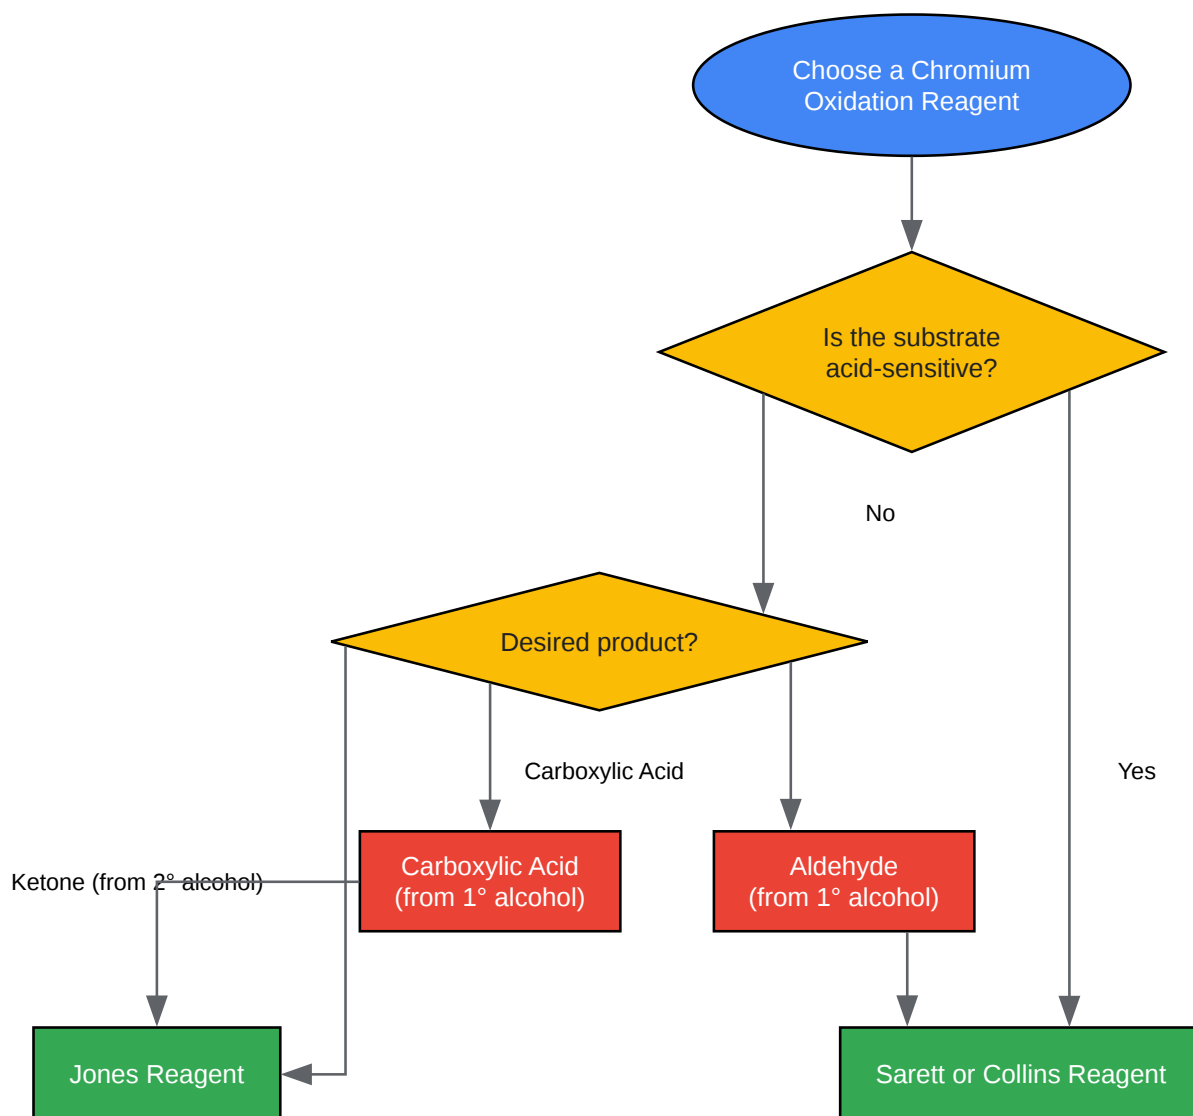 Choose a Chromium
Oxidation Reagent
Is the substrate
acid-sensitive?
No
Desired product?
Carboxylic Acid
Yes
Carboxylic Acid
(from 1° alcohol)
Aldehyde
(from 1° alcohol)
Ketone (from 2° alcohol)
Jones Reagent
Sarett or Collins Reagent